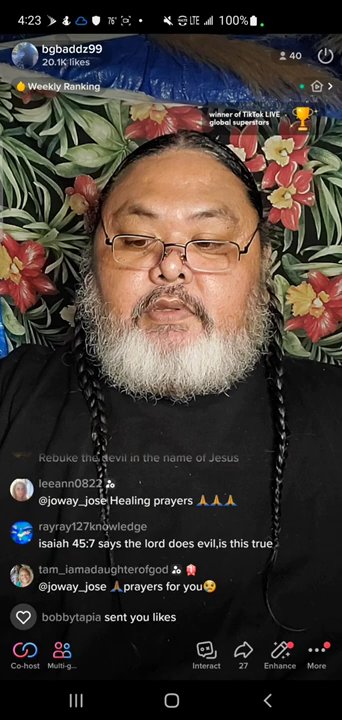 4:23
76°
LTE
100%
bgbaddz99
20.1K likes
40
Weekly Ranking
winner of TikTok LIVE
global superstars
Rebuke the devil in the name of Jesus
leeann0822
@joway_jose Healing prayers 🙏🙏🙏
rayray127knowledge
isaiah 45:7 says the lord does evil,is this true
tam_iamadaughterofgod
@joway_jose 🙏prayers for you😢
bobbytapia sent you likes
Co-host
Multi-g...
Interact
27
Enhance
More